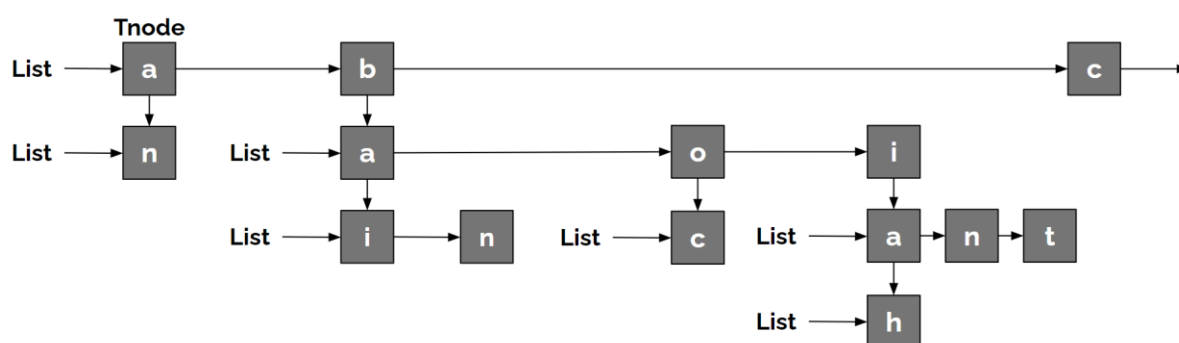 Tnode
List a b c
List n List a o i
List i n List c List a n t
List h